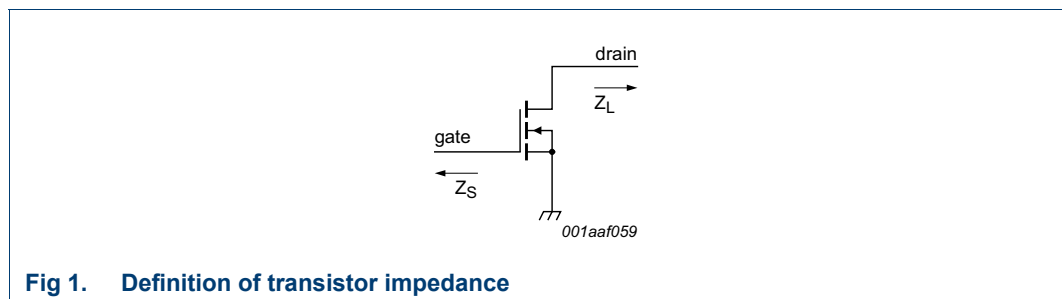 drain
Z_L
gate
Z_S
001aaf059
Fig 1. Definition of transistor impedance